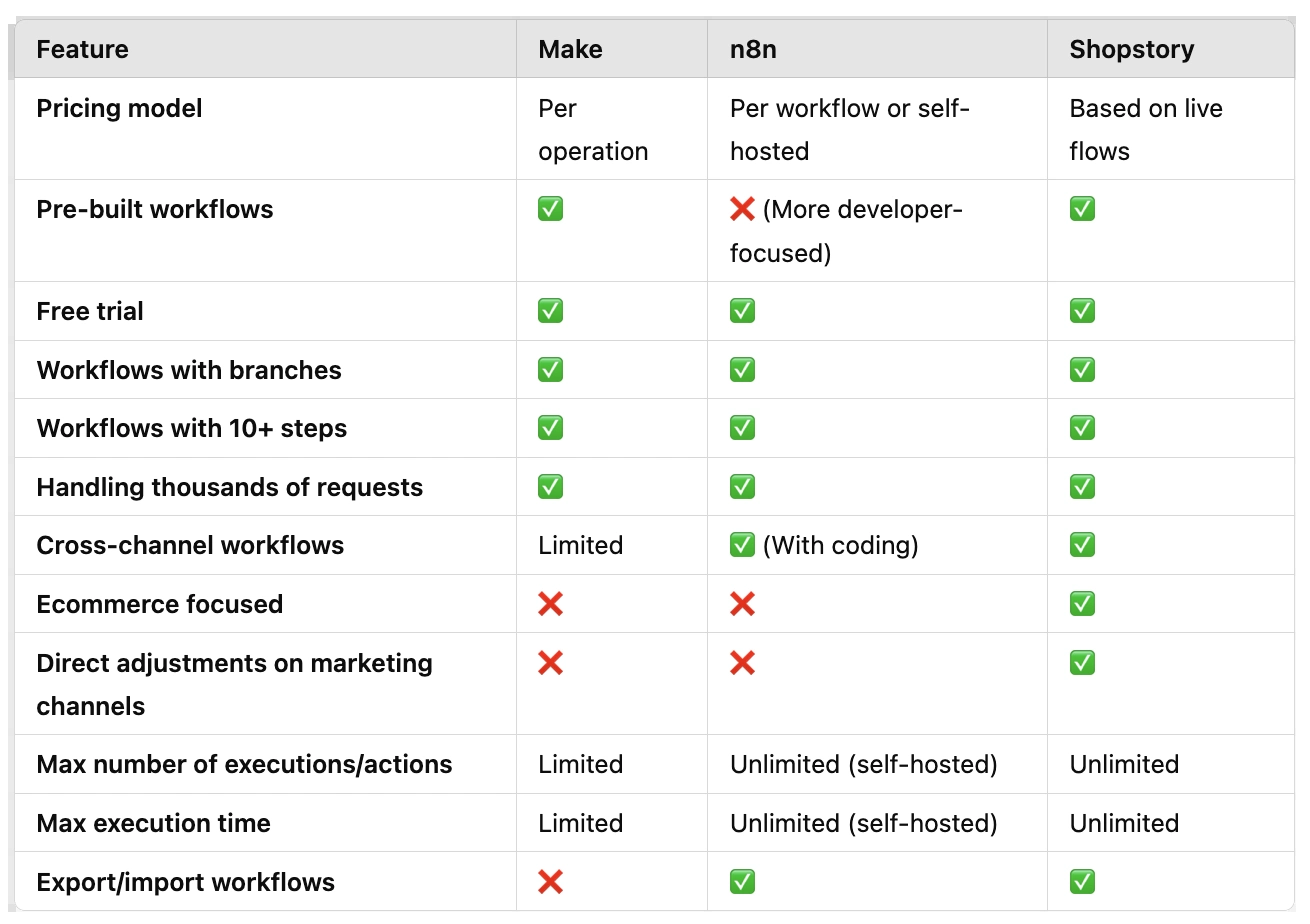 Feature Make n8n Shopstory
Pricing model Per Per workflow or self- Based on live
operation hosted flows
Pre-built workflows ✅ ❌ (More developer- ✅
focused)
Free trial ✅ ✅ ✅
Workflows with branches ✅ ✅ ✅
Workflows with 10+ steps ✅ ✅ ✅
Handling thousands of requests ✅ ✅ ✅
Cross-channel workflows Limited ✅ (With coding) ✅
Ecommerce focused ❌ ❌ ✅
Direct adjustments on marketing ❌ ❌ ✅
channels
Max number of executions/actions Limited Unlimited (self-hosted) Unlimited
Max execution time Limited Unlimited (self-hosted) Unlimited
Export/import workflows ❌ ✅ ✅